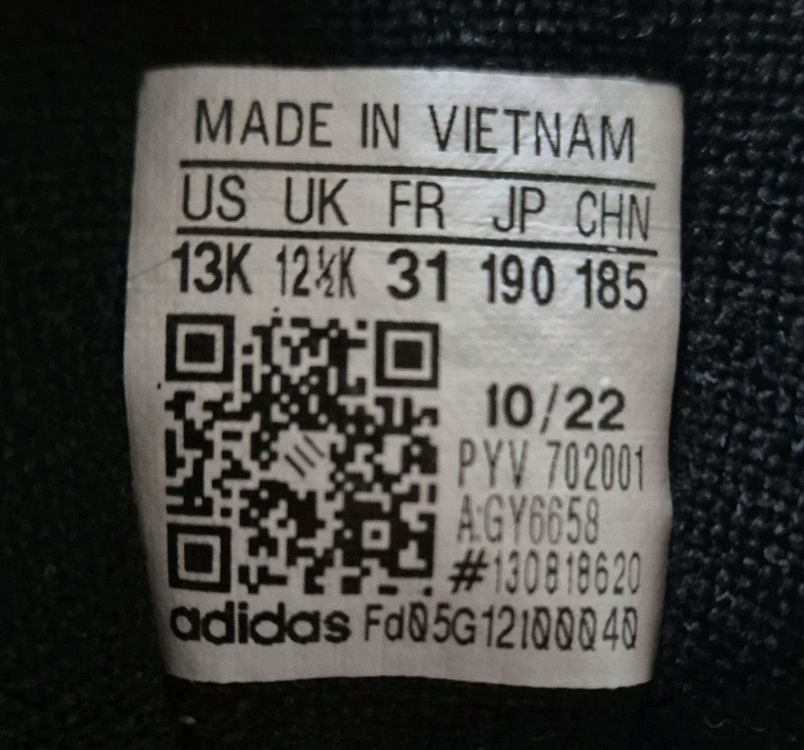 MADE IN VIETNAM
US UK FR JP CHN
13K 12½K 31 190 185
10/22
PYV 702001
A:GY6658
#130818620
adidas Fd05G12I00040